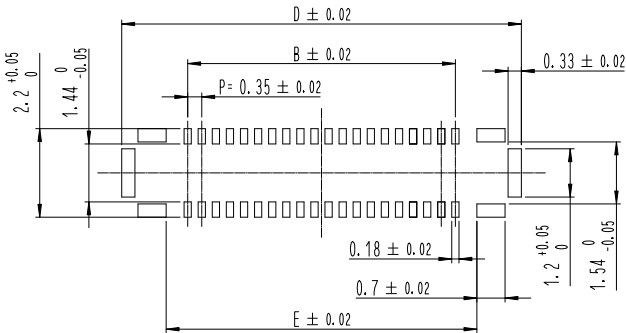 D ± 0.02
B ± 0.02
0.33 ± 0.02
P= 0.35 ± 0.02
2.2 +0.05 0
1.44 0 -0.05
0.18 ± 0.02
0.7 ± 0.02
1.2 +0.05 0
1.54 0 -0.05
E ± 0.02